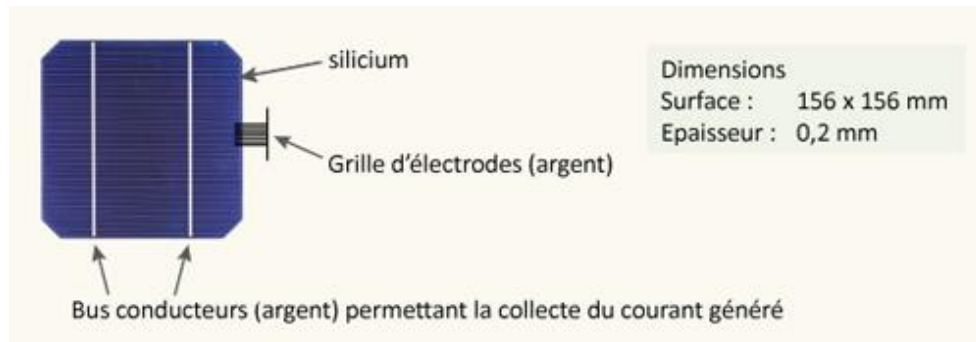 silicium
Dimensions
Surface : 156 x 156 mm
Epaisseur : 0,2 mm
Grille d’électrodes (argent)
Bus conducteurs (argent) permettant la collecte du courant généré